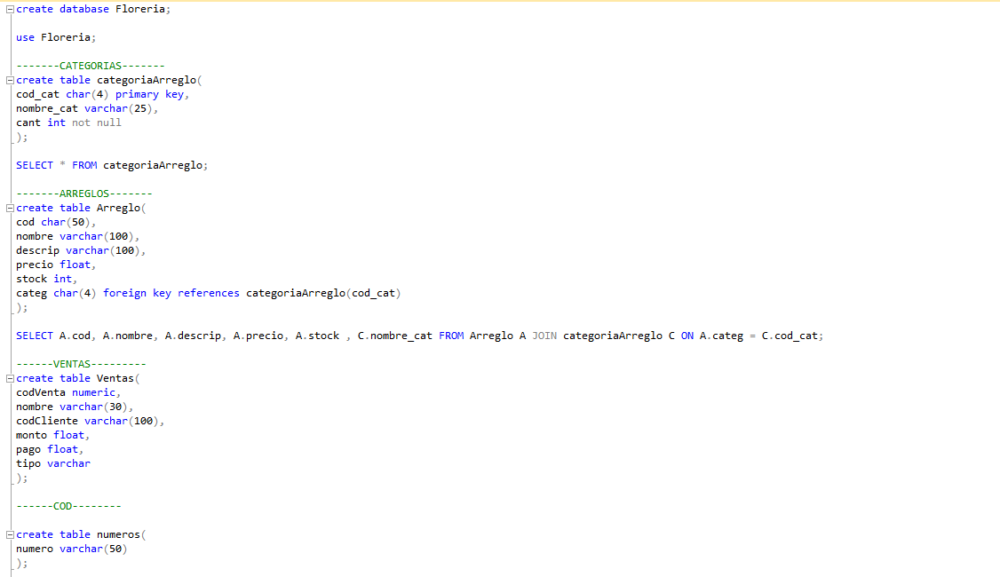 create database Floreria;
use Floreria;
-------CATEGORIAS-------
create table categoriaArreglo(
cod_cat char(4) primary key,
nombre_cat varchar(25),
cant int not null
);
SELECT * FROM categoriaArreglo;
-------ARREGLOS-------
create table Arreglo(
cod char(50),
nombre varchar(100),
descrip varchar(100),
precio float,
stock int,
categ char(4) foreign key references categoriaArreglo(cod_cat)
);
SELECT A.cod, A.nombre, A.descrip, A.precio, A.stock , C.nombre_cat FROM Arreglo A JOIN categoriaArreglo C ON A.categ = C.cod_cat;
------VENTAS---------
create table Ventas(
codVenta numeric,
nombre varchar(30),
codCliente varchar(100),
monto float,
pago float,
tipo varchar
);
------COD--------
create table numeros(
numero varchar(50)
);